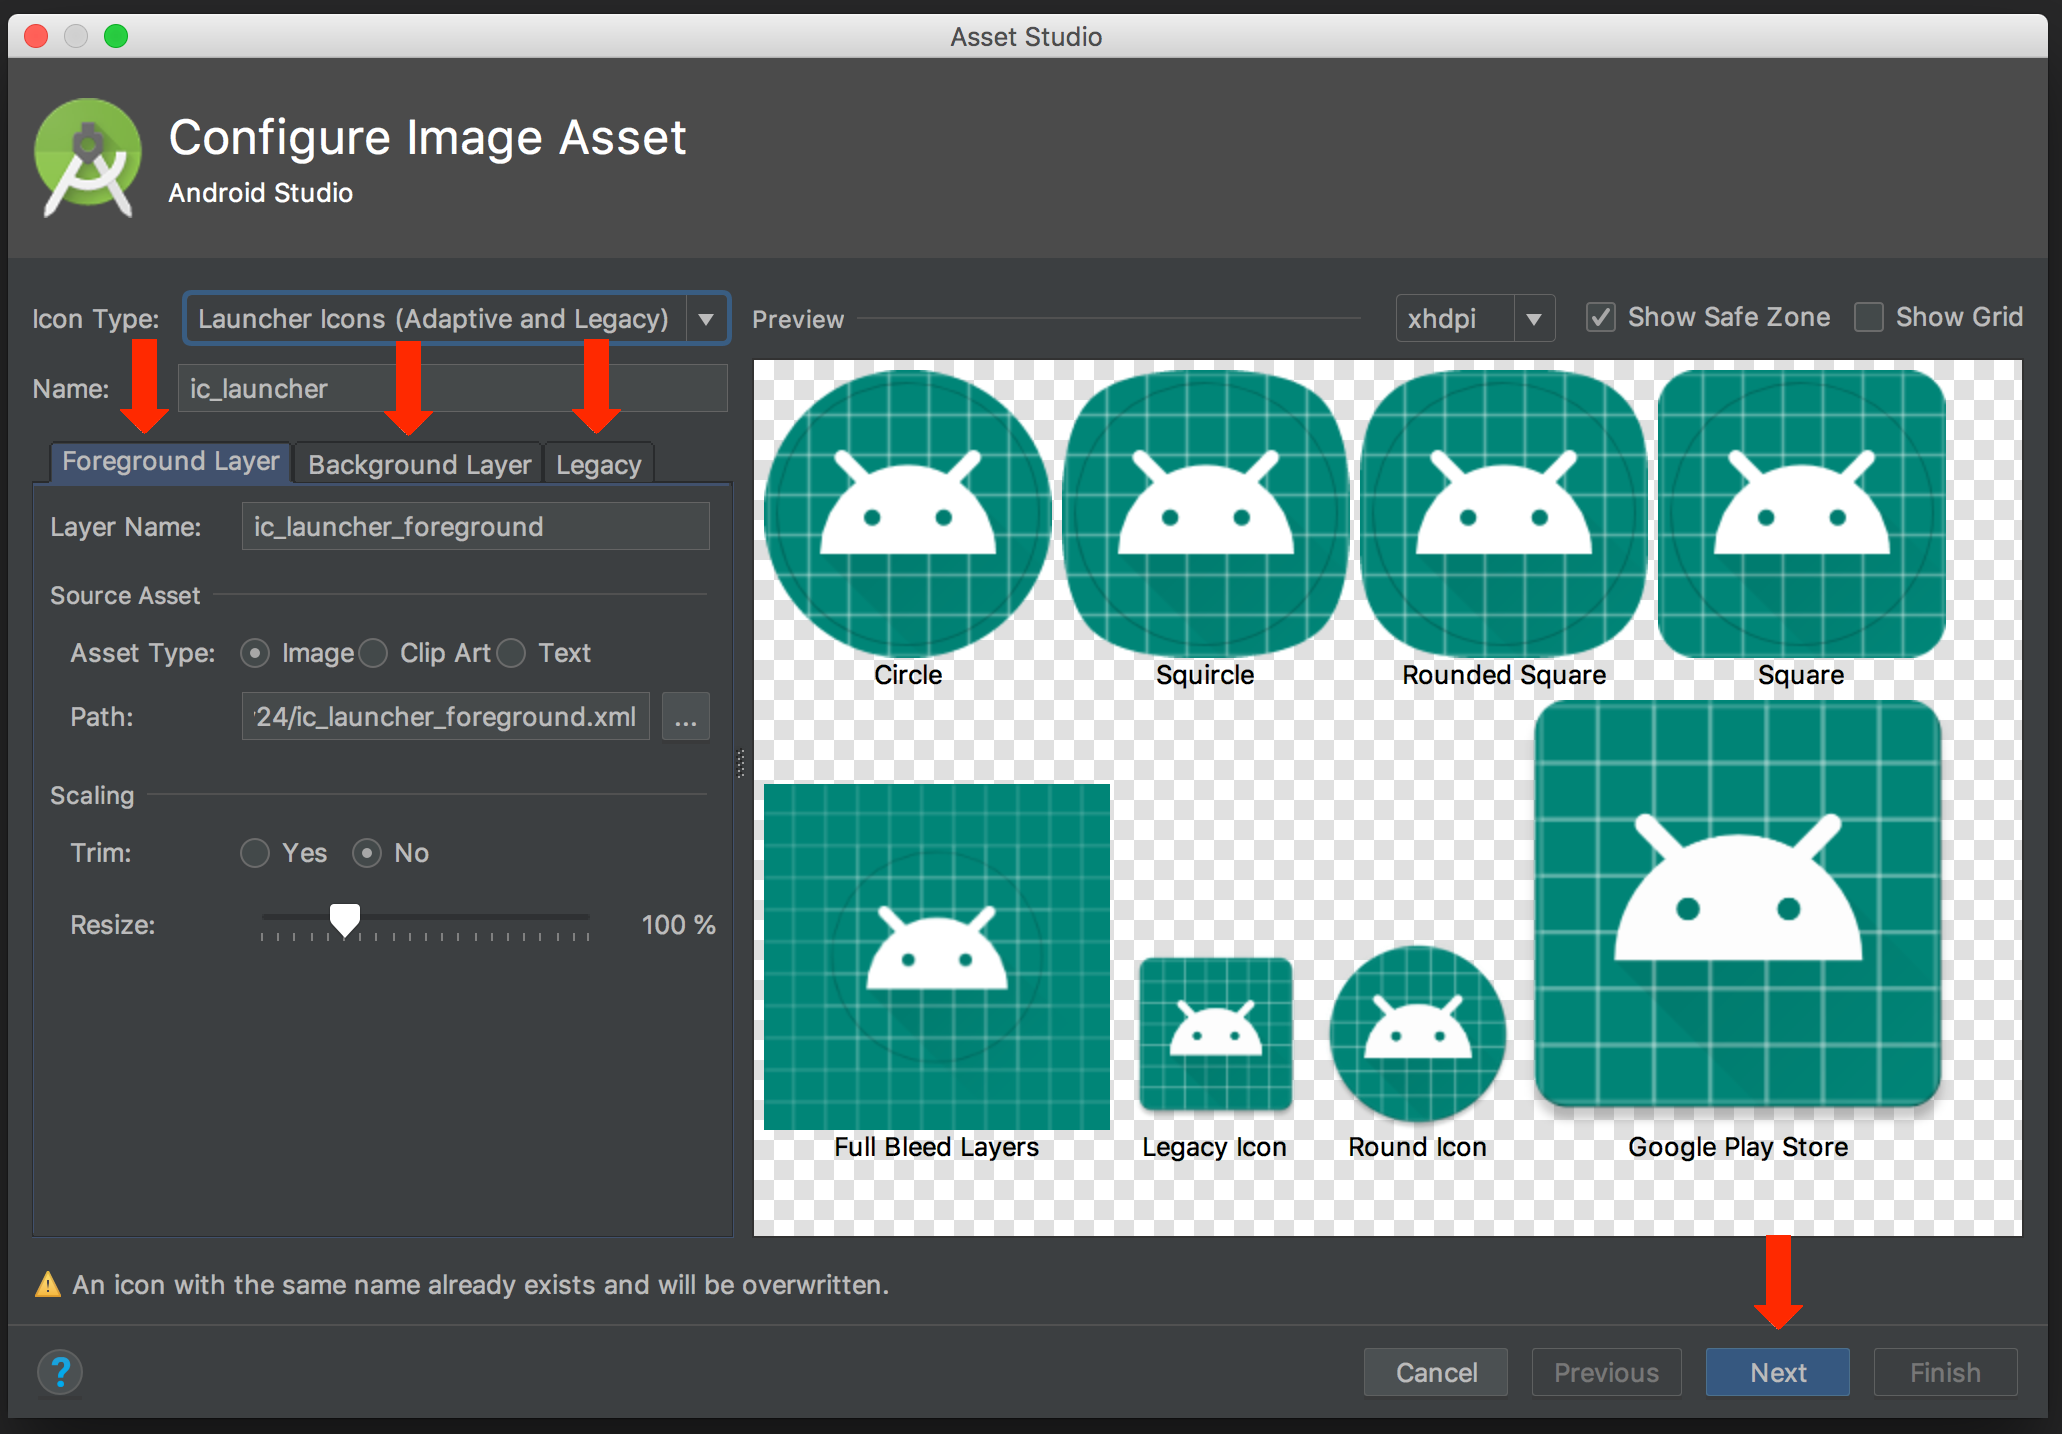 Asset Studio
Configure Image Asset
Android Studio
Icon Type: Launcher Icons (Adaptive and Legacy)
Name: ic_launcher
Foreground Layer Background Layer Legacy
Layer Name: ic_launcher_foreground
Source Asset
Asset Type: Image Clip Art Text
Path: 24/ic_launcher_foreground.xml ...
Scaling
Trim: Yes No
Resize: 100 %
Preview xhdpi Show Safe Zone Show Grid
Circle Squircle Rounded Square Square
Full Bleed Layers Legacy Icon Round Icon Google Play Store
An icon with the same name already exists and will be overwritten.
? Cancel Previous Next Finish